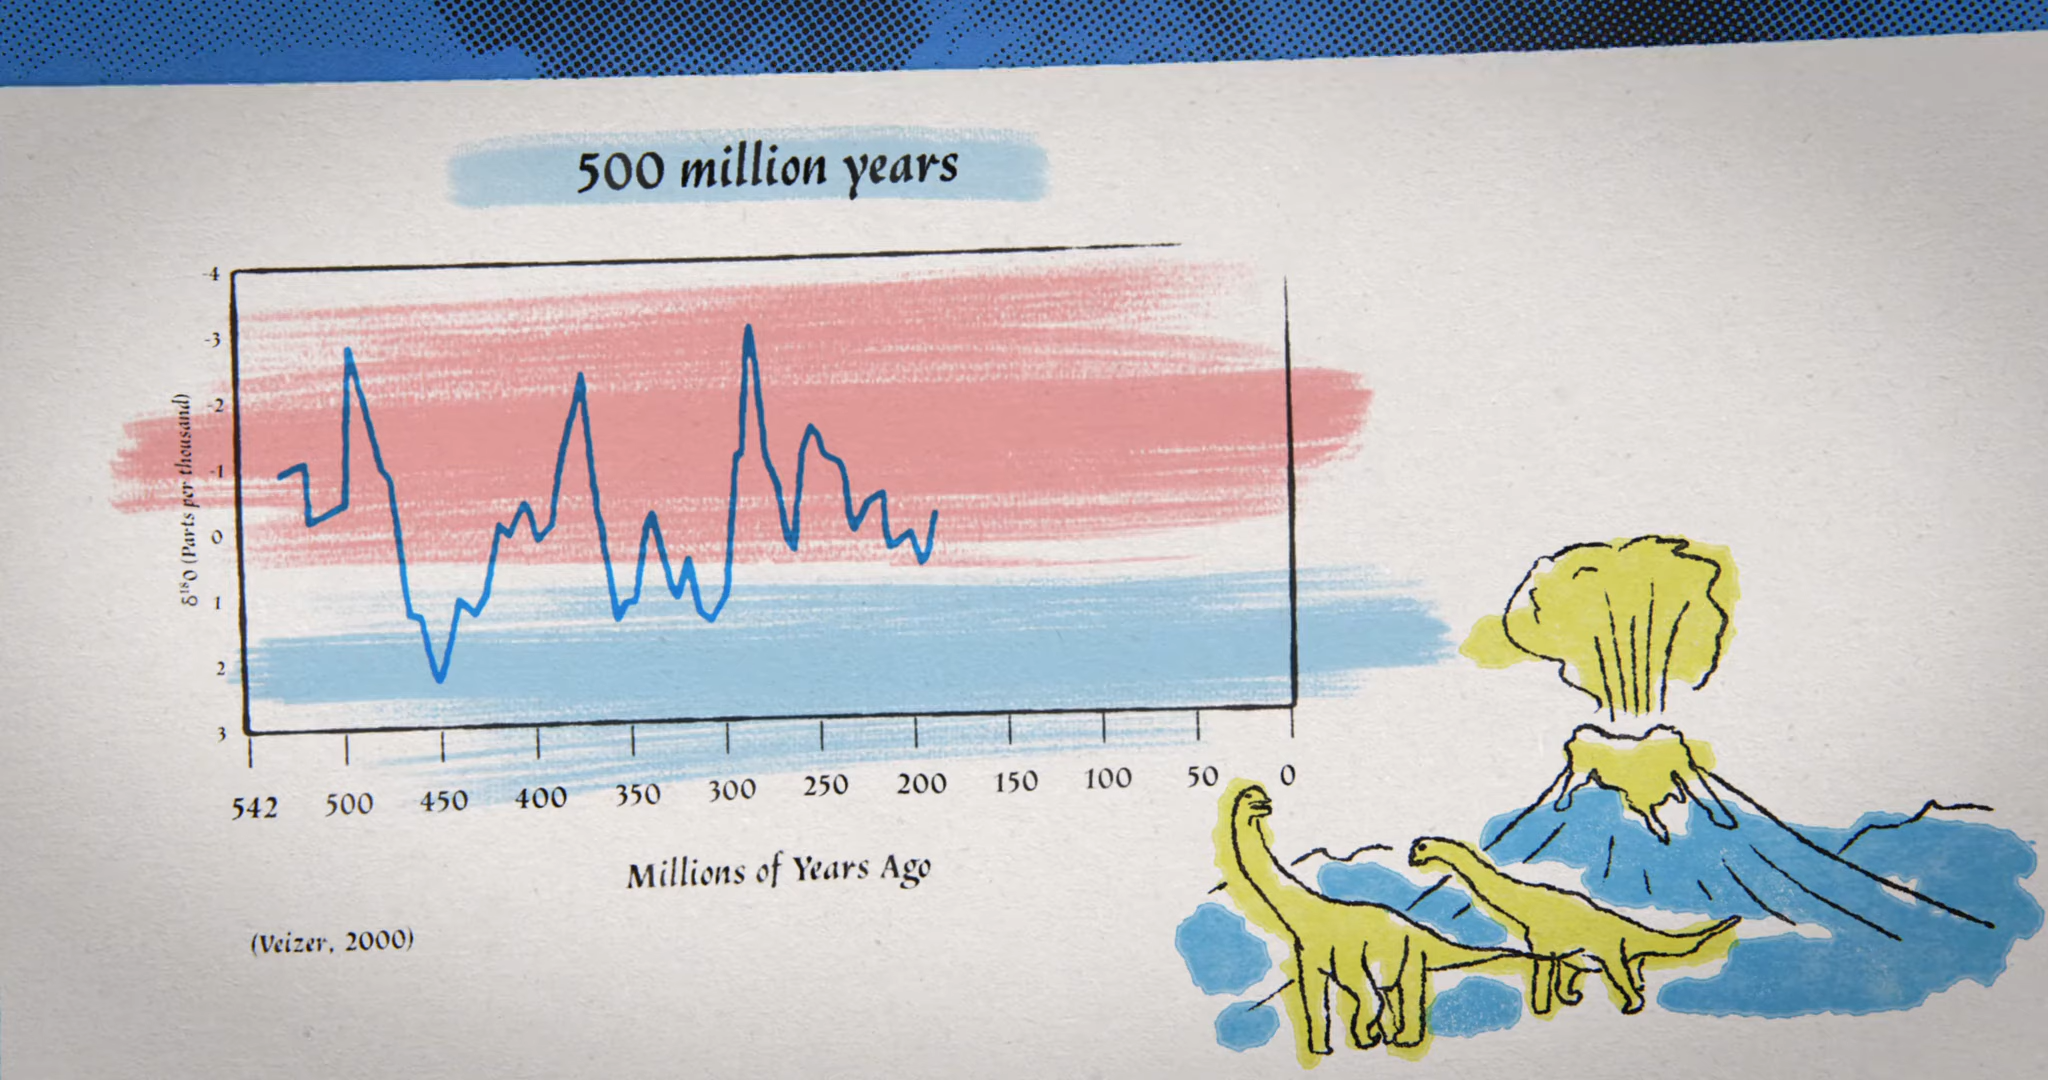 500 million years
-4
-3
-2
-1
0
1
2
3
δ¹⁸O (Parts per thousand)
542 500 450 400 350 300 250 200 150 100 50 0
Millions of Years Ago
(Veizer, 2000)